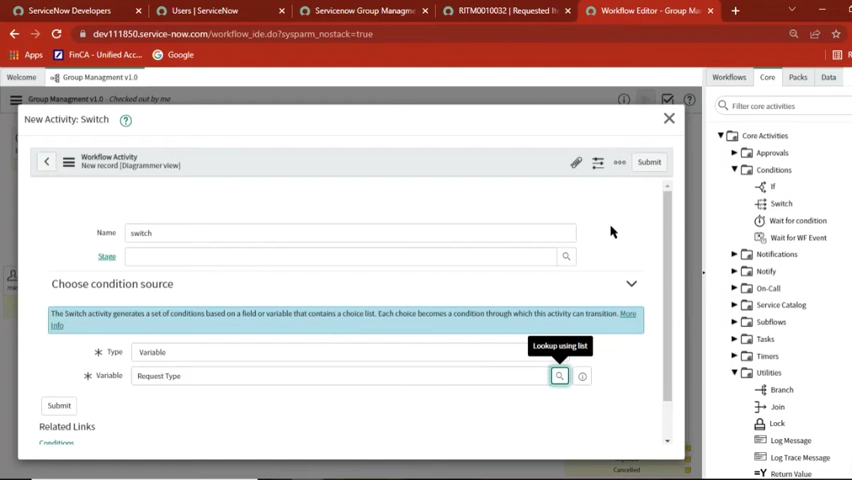 ServiceNow Developers
Users | ServiceNow
Servicenow Group Managme
RITM0010032 | Requested It
Workflow Editor - Group Ma
dev111850.service-now.com/workflow_ide.do?sysparm_nostack=true
Apps
FinCA - Unified Acc...
Google
Welcome
Group Managment v1.0
Workflows
Core
Packs
Data
Group Managment v1.0 - Checked out by me
Filter core activities
New Activity: Switch
Workflow Activity
New record [Diagrammer view]
Submit
Name
switch
Stage
Choose condition source
The Switch activity generates a set of conditions based on a field or variable that contains a choice list. Each choice becomes a condition through which this activity can transition. More
Info
Lookup using list
Type
Variable
Variable
Request Type
Submit
Related Links
Conditions
Cancelled
Core Activities
Approvals
Conditions
If
Switch
Wait for condition
Wait for WF Event
Notifications
Notify
On-Call
Service Catalog
Subflows
Tasks
Timers
Utilities
Branch
Join
Lock
Log Message
Log Trace Message
Return Value